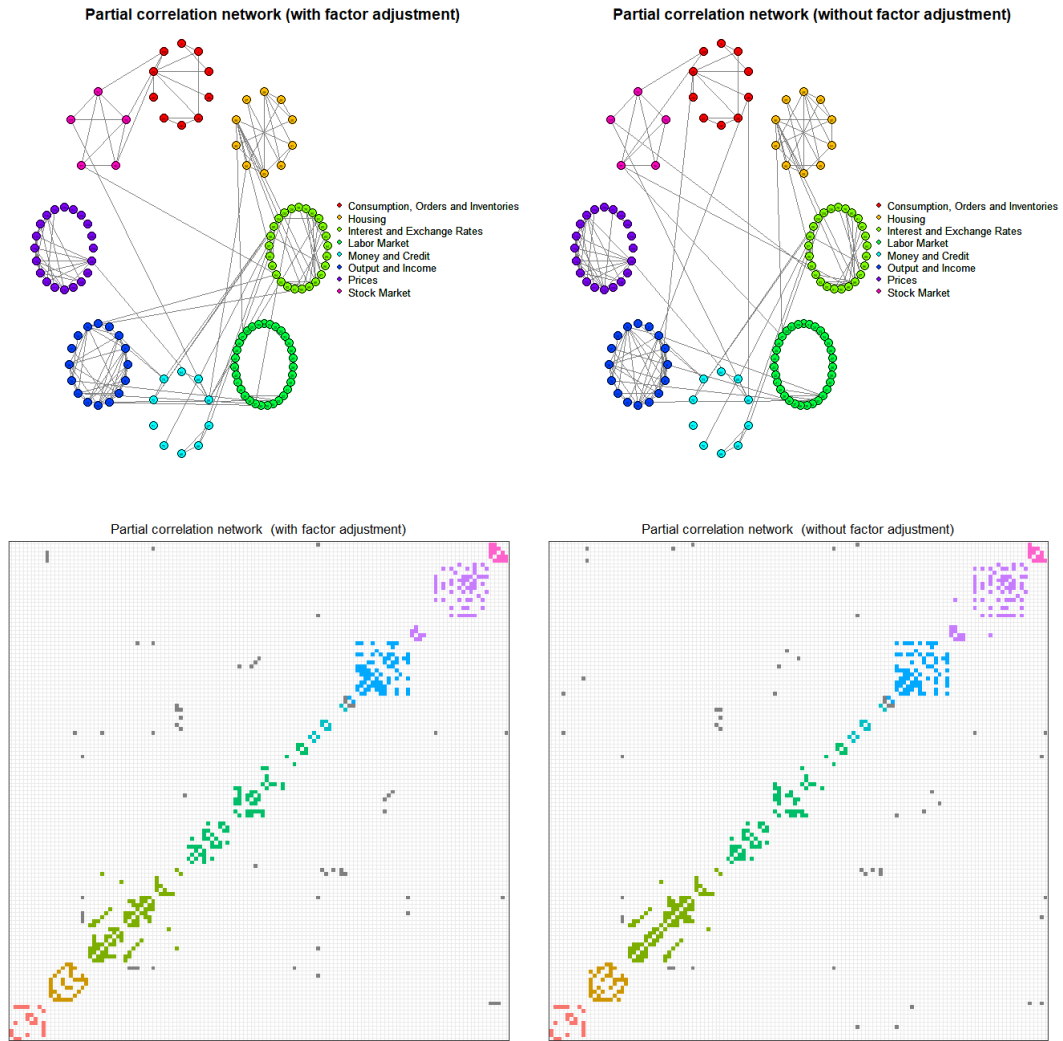 Partial correlation network (with factor adjustment)
Partial correlation network (without factor adjustment)
Consumption, Orders and Inventories
Housing
Interest and Exchange Rates
Labor Market
Money and Credit
Output and Income
Prices
Stock Market
Consumption, Orders and Inventories
Housing
Interest and Exchange Rates
Labor Market
Money and Credit
Output and Income
Prices
Stock Market
Partial correlation network (with factor adjustment)
Partial correlation network (without factor adjustment)